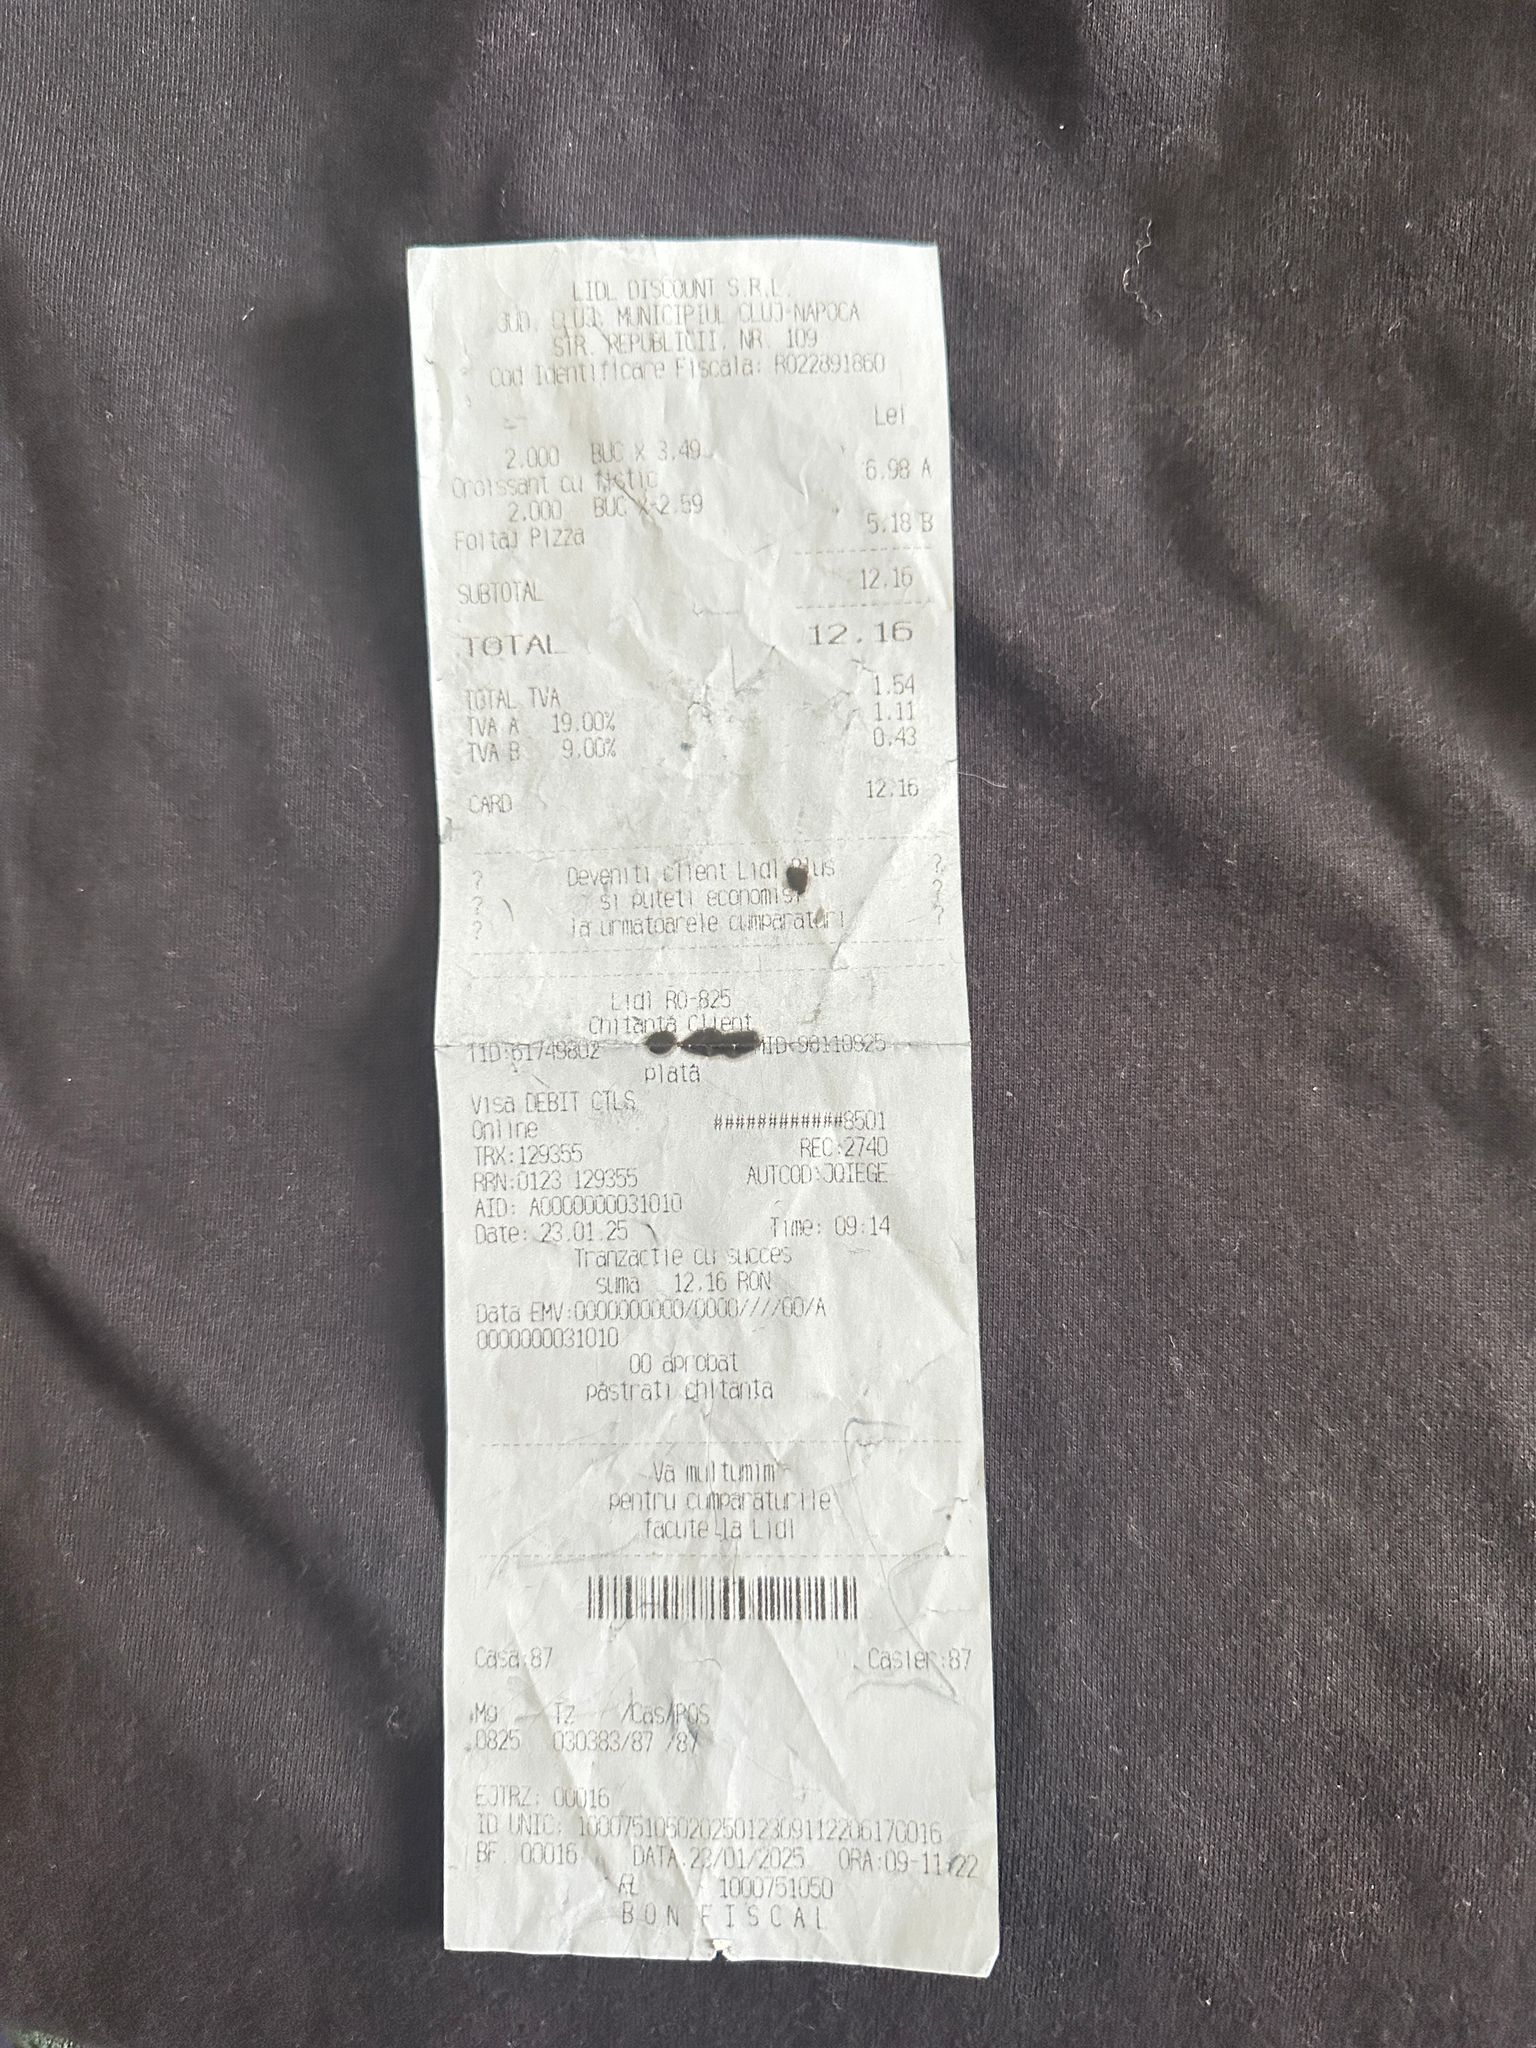 LIDL DISCOUNT S.R.L.
JUD. CLUJ, MUNICIPIUL CLUJ-NAPOCA
STR. REPUBLICII, NR. 109
Cod Identificare Fiscala: RO22891860
Lei
2.000 BUC X 3.49
Croissant cu fistic 6.98 A
2.000 BUC X 2.59
Foitaj Pizza 5.18 B
SUBTOTAL 12.16
TOTAL 12.16
TOTAL TVA 1.54
TVA A 19.00% 1.11
TVA B 9.00% 0.43
CARD 12.16
? Deveniti client Lidl Plus ?
? si puteti economisi ?
? la urmatoarele cumparaturi ?
Lidl RO-825
Chitanta Client
TID:61749802 MID:98110925
plată
Visa DEBIT CTLS
Online ############8501
TRX:129355 REC:2740
RRN:0123 129355 AUTCOD:JQIEGE
AID: A0000000031010
Date: 23.01.25 Time: 09:14
Tranzactie cu succes
suma 12.16 RON
Data EMV:0000000000/0000////00/A
0000000031010
00 aprobat
păstrati chitanta
Va multumim
pentru cumparaturile
facute la Lidl
Casa:87 Casier:87
Mg Tz /Cas/POS
0825 030383/87 /87
EJTRZ: 00016
ID UNIC: 10007510502025012309112206170016
BF. 00016 DATA.23/01/2025 ORA:09-11-22
1000751050
BON FISCAL